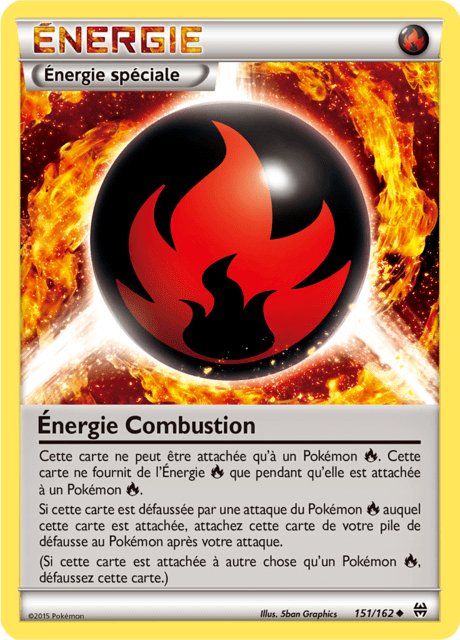 ÉNERGIE
Énergie spéciale
Énergie Combustion
Cette carte ne peut être attachée qu'à un Pokémon 🔥. Cette
carte ne fournit de l'Énergie 🔥 que pendant qu'elle est attachée
à un Pokémon 🔥.
Si cette carte est défaussée par une attaque du Pokémon 🔥 auquel
cette carte est attachée, attachez cette carte de votre pile de
défausse au Pokémon après votre attaque.
(Si cette carte est attachée à autre chose qu'un Pokémon 🔥,
défaussez cette carte.)
©2015 Pokémon
Illus. 5ban Graphics
151/162 ◆